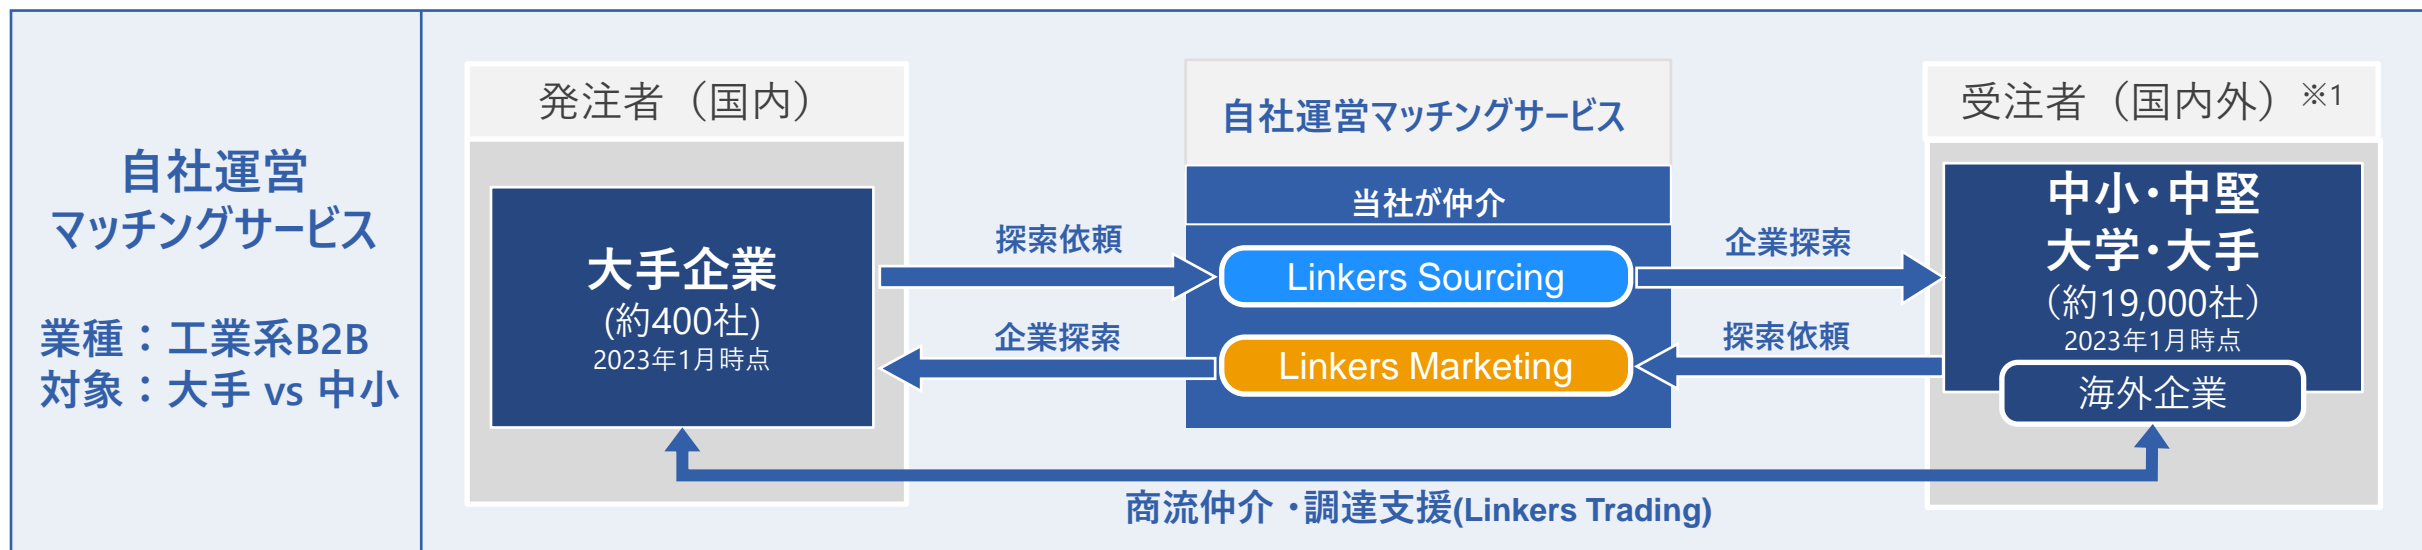 自社運営
マッチングサービス
業種：工業系B2B
対象：大手 vs 中小
発注者（国内）
大手企業
(約400社)
2023年1月時点
探索依頼
企業探索
自社運営マッチングサービス
当社が仲介
Linkers Sourcing
Linkers Marketing
企業探索
探索依頼
受注者（国内外）※1
中小・中堅
大学・大手
（約19,000社）
2023年1月時点
海外企業
商流仲介・調達支援(Linkers Trading)